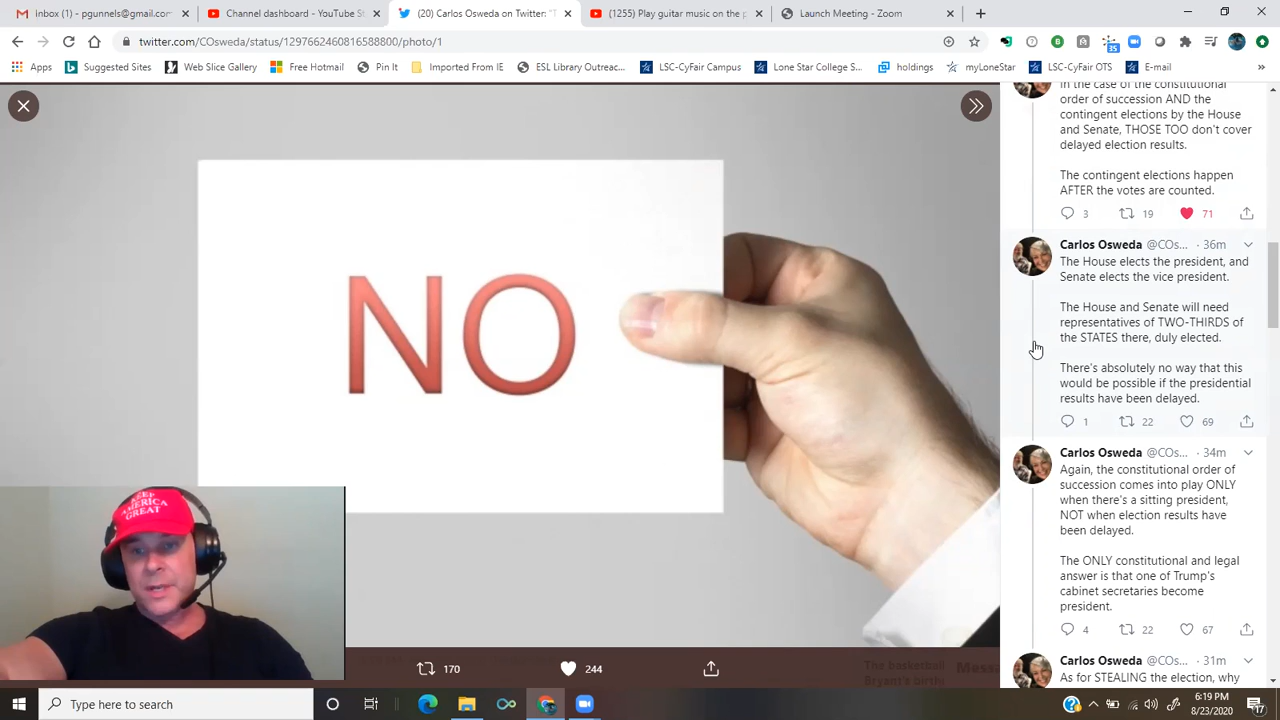 Inbox (91) - pgunnels@gmail.com
Channel dashboard - YouTube St
(20) Carlos Osweda on Twitter: "T
(1255) Play guitar music on the p
Launch Meeting - Zoom
twitter.com/COsweda/status/1297662460816588800/photo/1
35
Apps
Suggested Sites
Web Slice Gallery
Free Hotmail
Pin It
Imported From IE
ESL Library Outreac...
LSC-CyFair Campus
Lone Star College S...
holdings
myLoneStar
LSC-CyFair OTS
E-mail
NO
KEEP
AMERICA
GREAT
170
244
The basketball
Bryant's
In the case of the constitutional
order of succession AND the
contingent elections by the House
and Senate, THOSE TOO don't cover
delayed election results.
The contingent elections happen
AFTER the votes are counted.
3 19 71
Carlos Osweda @COs... · 36m
The House elects the president, and
Senate elects the vice president.
The House and Senate will need
representatives of TWO-THIRDS of
the STATES there, duly elected.
There's absolutely no way that this
would be possible if the presidential
results have been delayed.
1 22 69
Carlos Osweda @COs... · 34m
Again, the constitutional order of
succession comes into play ONLY
when there's a sitting president,
NOT when election results have
been delayed.
The ONLY constitutional and legal
answer is that one of Trump's
cabinet secretaries become
president.
4 22 67
Carlos Osweda @COs... · 31m
As for STEALING the election, why
Type here to search
6:19 PM
8/23/2020
17